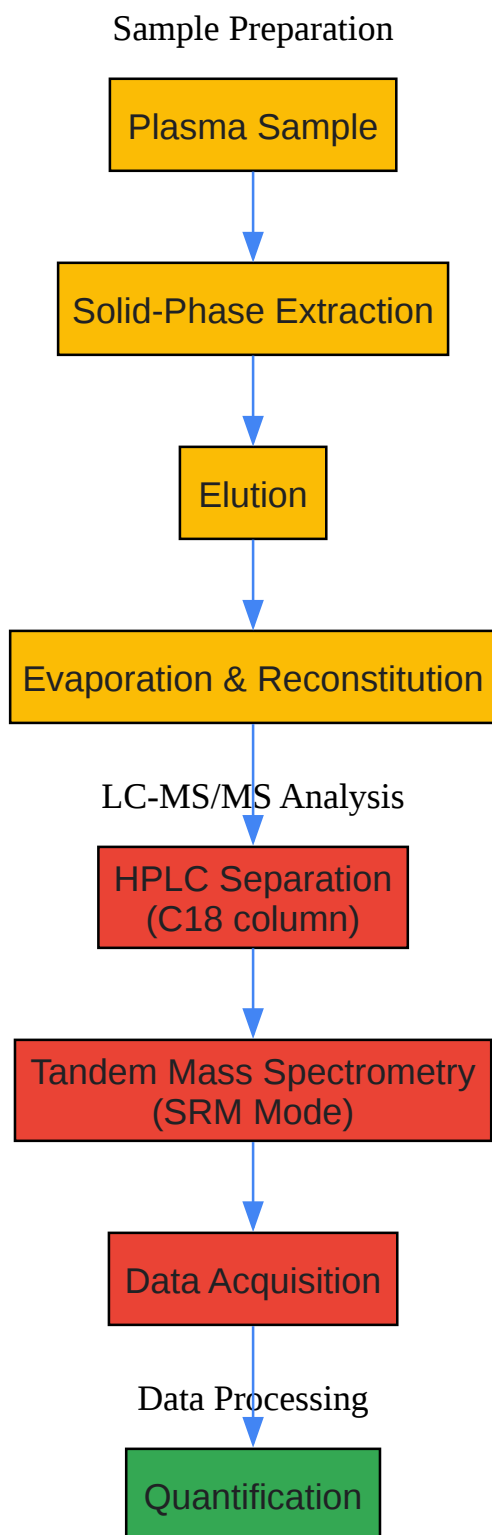 Sample Preparation
Plasma Sample
Solid-Phase Extraction
Elution
Evaporation & Reconstitution
LC-MS/MS Analysis
HPLC Separation
(C18 column)
Tandem Mass Spectrometry
(SRM Mode)
Data Acquisition
Data Processing
Quantification